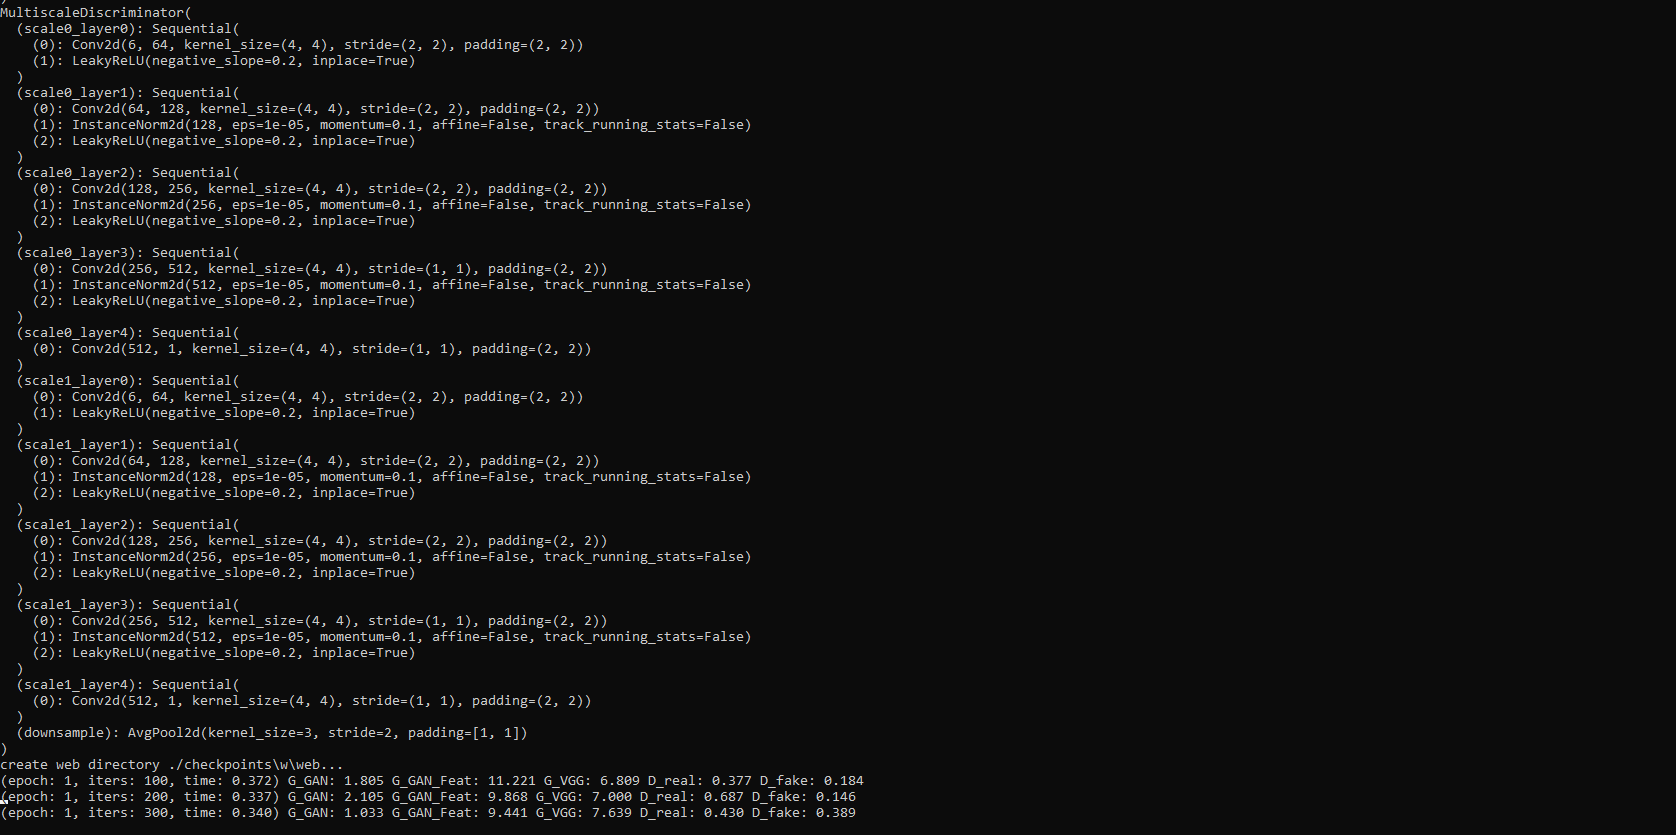 )
MultiscaleDiscriminator(
  (scale0_layer0): Sequential(
    (0): Conv2d(6, 64, kernel_size=(4, 4), stride=(2, 2), padding=(2, 2))
    (1): LeakyReLU(negative_slope=0.2, inplace=True)
  )
  (scale0_layer1): Sequential(
    (0): Conv2d(64, 128, kernel_size=(4, 4), stride=(2, 2), padding=(2, 2))
    (1): InstanceNorm2d(128, eps=1e-05, momentum=0.1, affine=False, track_running_stats=False)
    (2): LeakyReLU(negative_slope=0.2, inplace=True)
  )
  (scale0_layer2): Sequential(
    (0): Conv2d(128, 256, kernel_size=(4, 4), stride=(2, 2), padding=(2, 2))
    (1): InstanceNorm2d(256, eps=1e-05, momentum=0.1, affine=False, track_running_stats=False)
    (2): LeakyReLU(negative_slope=0.2, inplace=True)
  )
  (scale0_layer3): Sequential(
    (0): Conv2d(256, 512, kernel_size=(4, 4), stride=(1, 1), padding=(2, 2))
    (1): InstanceNorm2d(512, eps=1e-05, momentum=0.1, affine=False, track_running_stats=False)
    (2): LeakyReLU(negative_slope=0.2, inplace=True)
  )
  (scale0_layer4): Sequential(
    (0): Conv2d(512, 1, kernel_size=(4, 4), stride=(1, 1), padding=(2, 2))
  )
  (scale1_layer0): Sequential(
    (0): Conv2d(6, 64, kernel_size=(4, 4), stride=(2, 2), padding=(2, 2))
    (1): LeakyReLU(negative_slope=0.2, inplace=True)
  )
  (scale1_layer1): Sequential(
    (0): Conv2d(64, 128, kernel_size=(4, 4), stride=(2, 2), padding=(2, 2))
    (1): InstanceNorm2d(128, eps=1e-05, momentum=0.1, affine=False, track_running_stats=False)
    (2): LeakyReLU(negative_slope=0.2, inplace=True)
  )
  (scale1_layer2): Sequential(
    (0): Conv2d(128, 256, kernel_size=(4, 4), stride=(2, 2), padding=(2, 2))
    (1): InstanceNorm2d(256, eps=1e-05, momentum=0.1, affine=False, track_running_stats=False)
    (2): LeakyReLU(negative_slope=0.2, inplace=True)
  )
  (scale1_layer3): Sequential(
    (0): Conv2d(256, 512, kernel_size=(4, 4), stride=(1, 1), padding=(2, 2))
    (1): InstanceNorm2d(512, eps=1e-05, momentum=0.1, affine=False, track_running_stats=False)
    (2): LeakyReLU(negative_slope=0.2, inplace=True)
  )
  (scale1_layer4): Sequential(
    (0): Conv2d(512, 1, kernel_size=(4, 4), stride=(1, 1), padding=(2, 2))
  )
  (downsample): AvgPool2d(kernel_size=3, stride=2, padding=[1, 1])
)
create web directory ./checkpoints\w\web...
(epoch: 1, iters: 100, time: 0.372) G_GAN: 1.805 G_GAN_Feat: 11.221 G_VGG: 6.809 D_real: 0.377 D_fake: 0.184
(epoch: 1, iters: 200, time: 0.337) G_GAN: 2.105 G_GAN_Feat: 9.868 G_VGG: 7.000 D_real: 0.687 D_fake: 0.146
(epoch: 1, iters: 300, time: 0.340) G_GAN: 1.033 G_GAN_Feat: 9.441 G_VGG: 7.639 D_real: 0.430 D_fake: 0.389